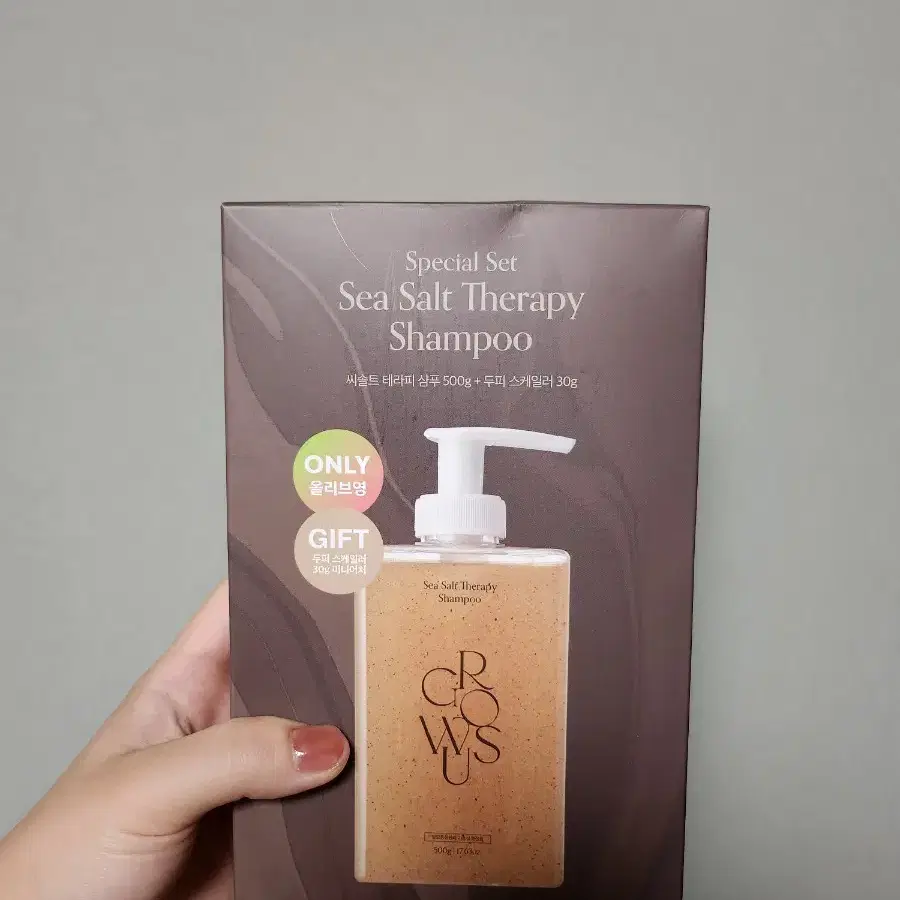 Special Set
Sea Salt Therapy
Shampoo
씨솔트 테라피 샴푸 500g + 두피 스케일러 30g
ONLY
올리브영
GIFT
두피 스케일러
30g 미니어처
Sea Salt Therapy
Shampoo
GROWUS
500g